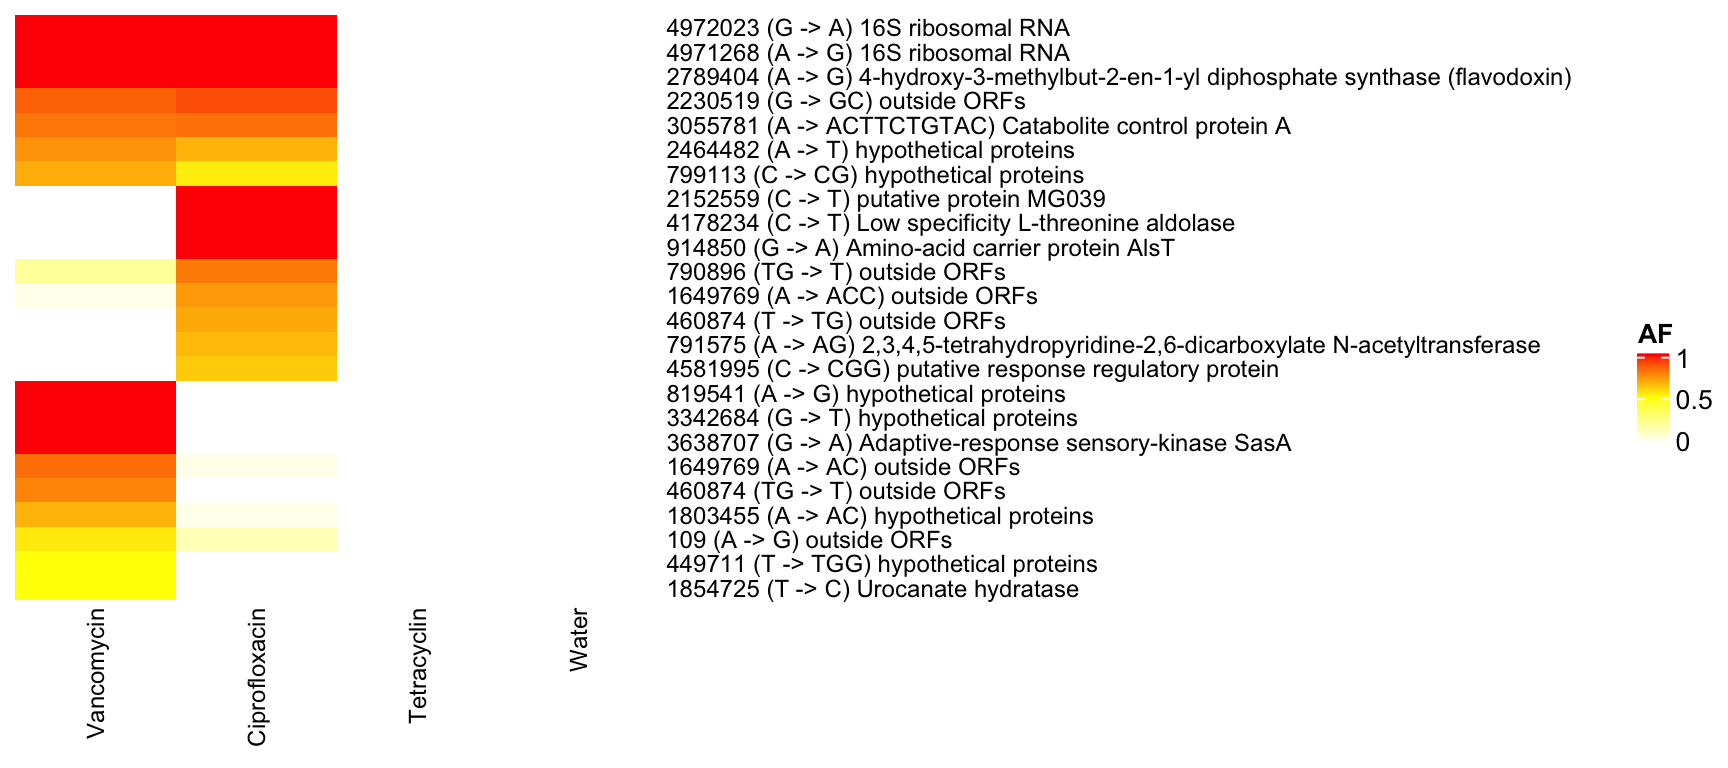 4972023 (G -> A) 16S ribosomal RNA
4971268 (A -> G) 16S ribosomal RNA
2789404 (A -> G) 4-hydroxy-3-methylbut-2-en-1-yl diphosphate synthase (flavodoxin)
2230519 (G -> GC) outside ORFs
3055781 (A -> ACTTCTGTAC) Catabolite control protein A
2464482 (A -> T) hypothetical proteins
799113 (C -> CG) hypothetical proteins
2152559 (C -> T) putative protein MG039
4178234 (C -> T) Low specificity L-threonine aldolase
914850 (G -> A) Amino-acid carrier protein AlsT
790896 (TG -> T) outside ORFs
1649769 (A -> ACC) outside ORFs
460874 (T -> TG) outside ORFs
791575 (A -> AG) 2,3,4,5-tetrahydropyridine-2,6-dicarboxylate N-acetyltransferase
4581995 (C -> CGG) putative response regulatory protein
819541 (A -> G) hypothetical proteins
3342684 (G -> T) hypothetical proteins
3638707 (G -> A) Adaptive-response sensory-kinase SasA
1649769 (A -> AC) outside ORFs
460874 (TG -> T) outside ORFs
1803455 (A -> AC) hypothetical proteins
109 (A -> G) outside ORFs
449711 (T -> TGG) hypothetical proteins
1854725 (T -> C) Urocanate hydratase
Vancomycin
Ciprofloxacin
Tetracyclin
Water
AF
1
0.5
0